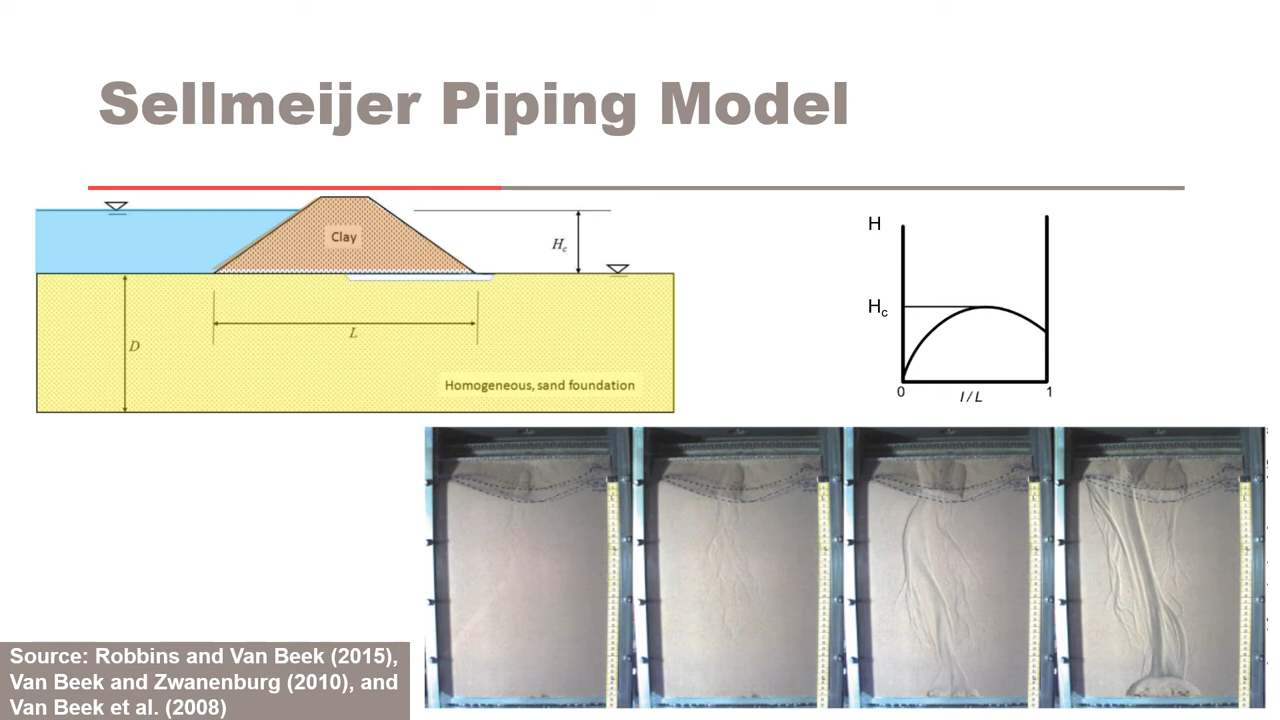 Sellmeijer Piping Model
Clay
Hc
D
L
Homogeneous, sand foundation
H
Hc
0
l / L
1
Source: Robbins and Van Beek (2015),
Van Beek and Zwanenburg (2010), and
Van Beek et al. (2008)